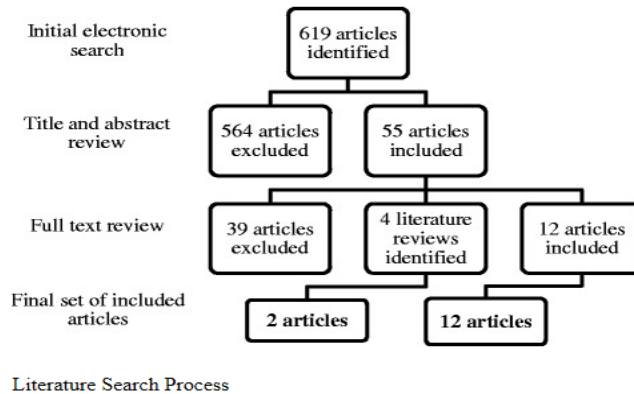 Initial electronic
search
619 articles
identified
Title and abstract
review
564 articles
excluded
55 articles
included
Full text review
39 articles
excluded
4 literature
reviews
identified
12 articles
included
Final set of included
articles
2 articles
12 articles
Literature Search Process